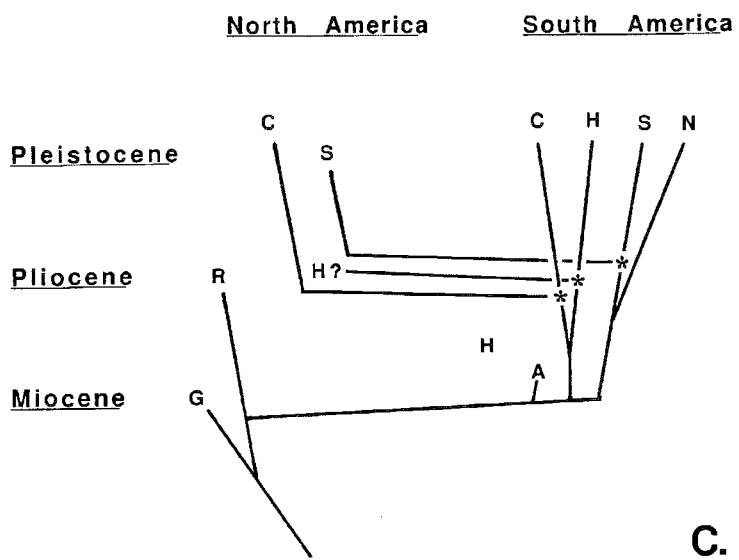 North America South America
C C H S N
Pleistocene
S
H?
Pliocene R
* * *
H
A
Miocene G
C.